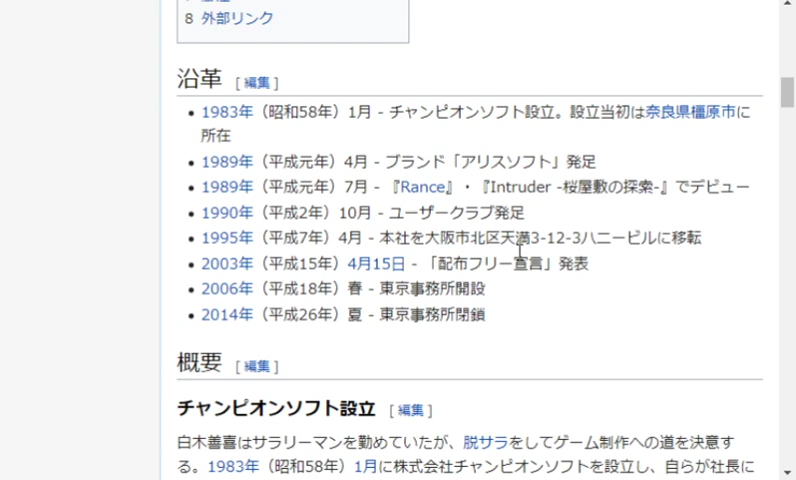 8 外部リンク
沿革 [ 編集 ]
1983年（昭和58年）1月 - チャンピオンソフト設立。設立当初は奈良県橿原市に
所在
1989年（平成元年）4月 - ブランド「アリスソフト」発足
1989年（平成元年）7月 - 『Rance』・『Intruder -桜屋敷の探索-』でデビュー
1990年（平成2年）10月 - ユーザークラブ発足
1995年（平成7年）4月 - 本社を大阪市北区天満3-12-3ハニービルに移転
2003年（平成15年）4月15日 - 「配布フリー宣言」発表
2006年（平成18年）春 - 東京事務所開設
2014年（平成26年）夏 - 東京事務所閉鎖
概要 [ 編集 ]
チャンピオンソフト設立 [ 編集 ]
白木善喜はサラリーマンを勤めていたが、脱サラをしてゲーム制作への道を決意す
る。1983年（昭和58年）1月に株式会社チャンピオンソフトを設立し、自らが社長に